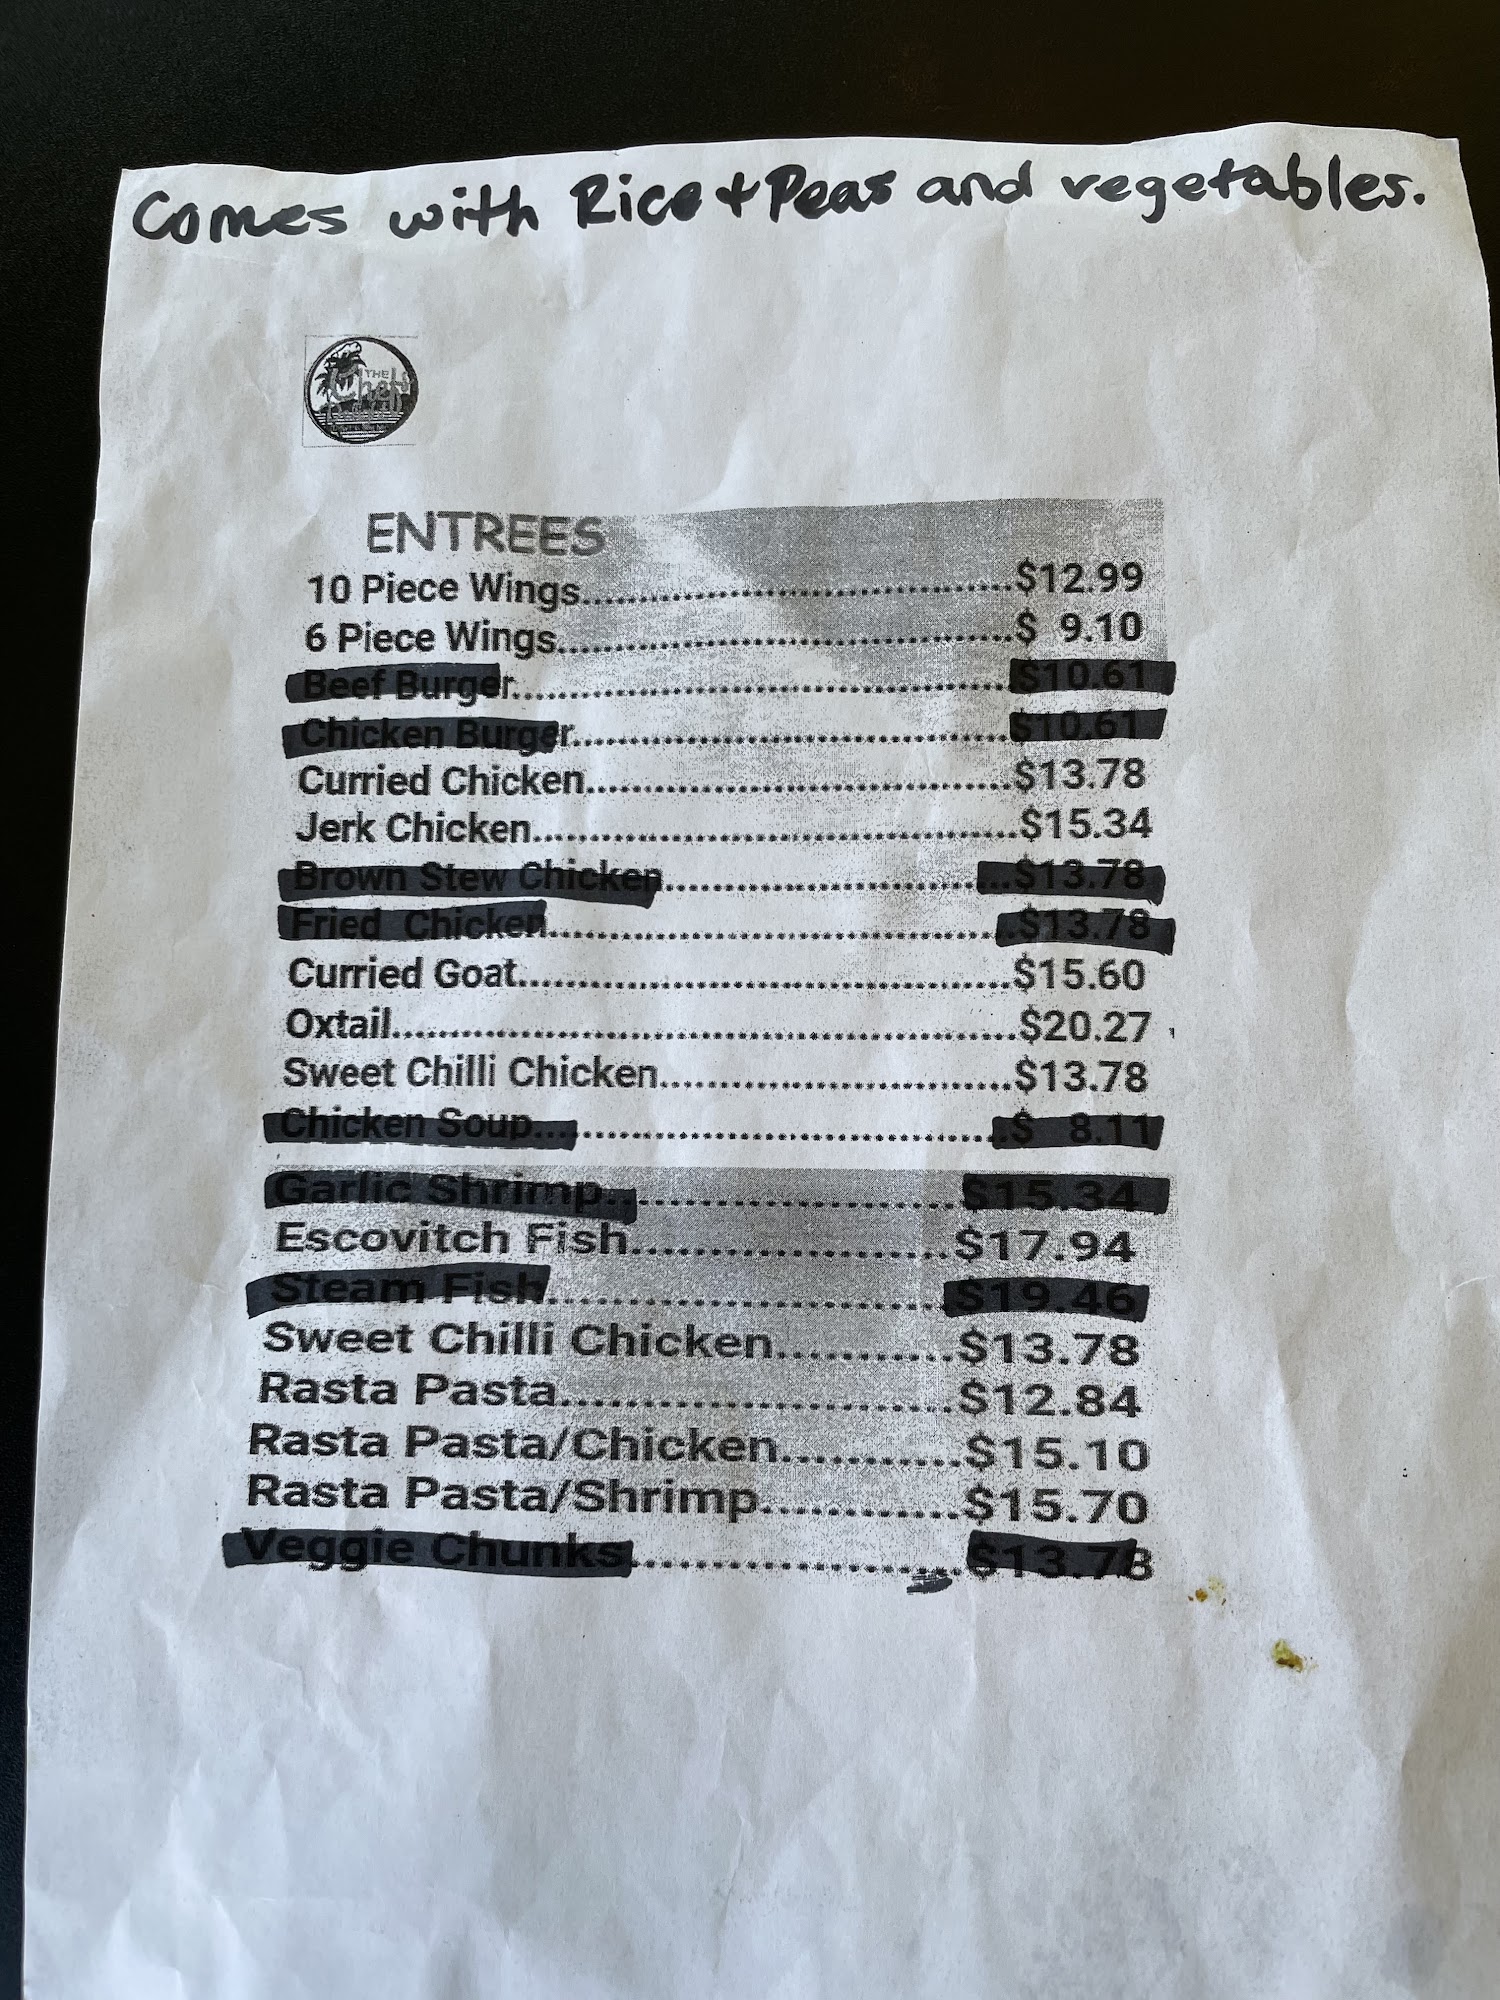 Comes with Rice + Peas and vegetables.
THE
Chef's
ENTREES
10 Piece Wings..............................$12.99
6 Piece Wings..............................$ 9.10
Beef Burger..............................$10.61
Chicken Burger..............................$10.61
Curried Chicken..............................$13.78
Jerk Chicken..............................$15.34
Brown Stew Chicken..............................$13.78
Fried Chicken..............................$13.78
Curried Goat..............................$15.60
Oxtail..............................$20.27
Sweet Chilli Chicken..............................$13.78
Chicken Soup..............................$ 8.11
Garlic Shrimp..............................$15.34
Escovitch Fish..............................$17.94
Steam Fish..............................$19.46
Sweet Chilli Chicken............$13.78
Rasta Pasta..............................$12.84
Rasta Pasta/Chicken............$15.10
Rasta Pasta/Shrimp............$15.70
Veggie Chunks..............................$13.78